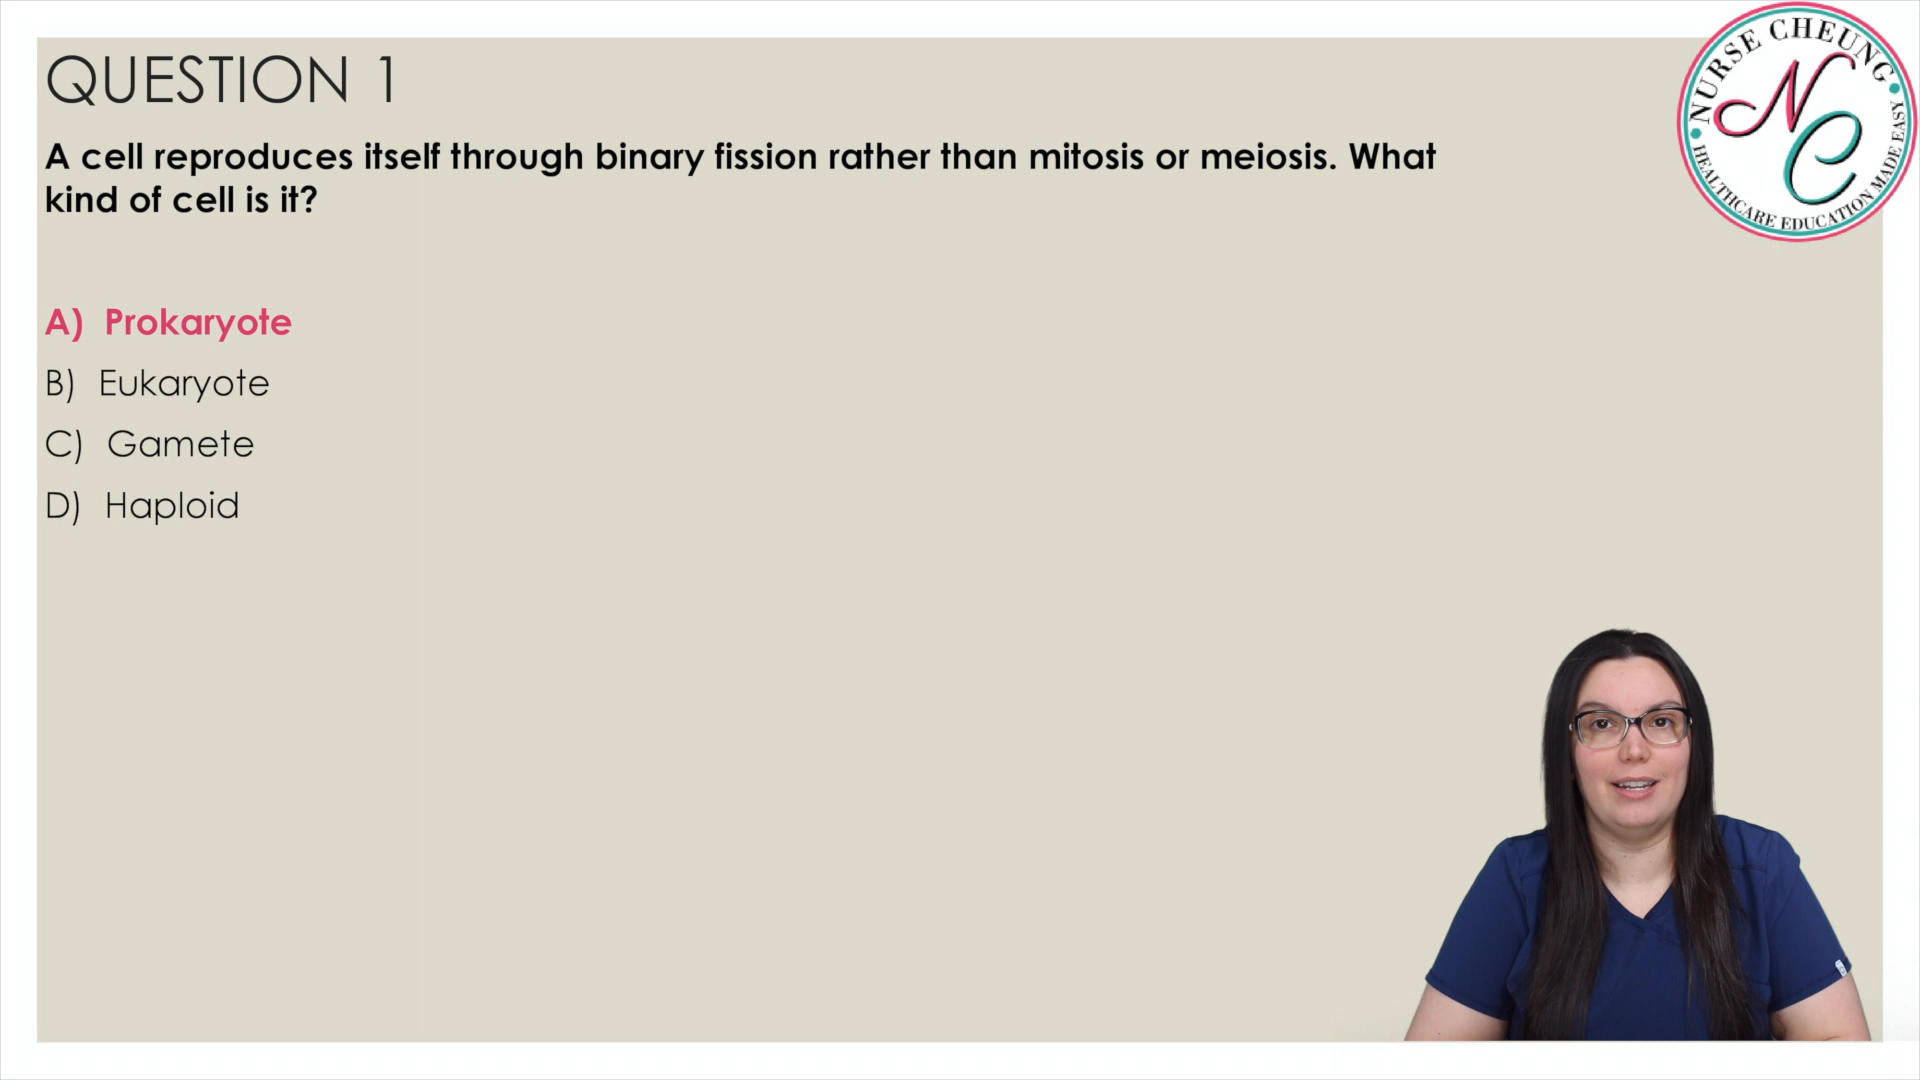 QUESTION 1
A cell reproduces itself through binary fission rather than mitosis or meiosis. What
kind of cell is it?
A) Prokaryote
B) Eukaryote
C) Gamete
D) Haploid
NURSE CHEUNG
NC
HEALTHCARE EDUCATION MADE EASY